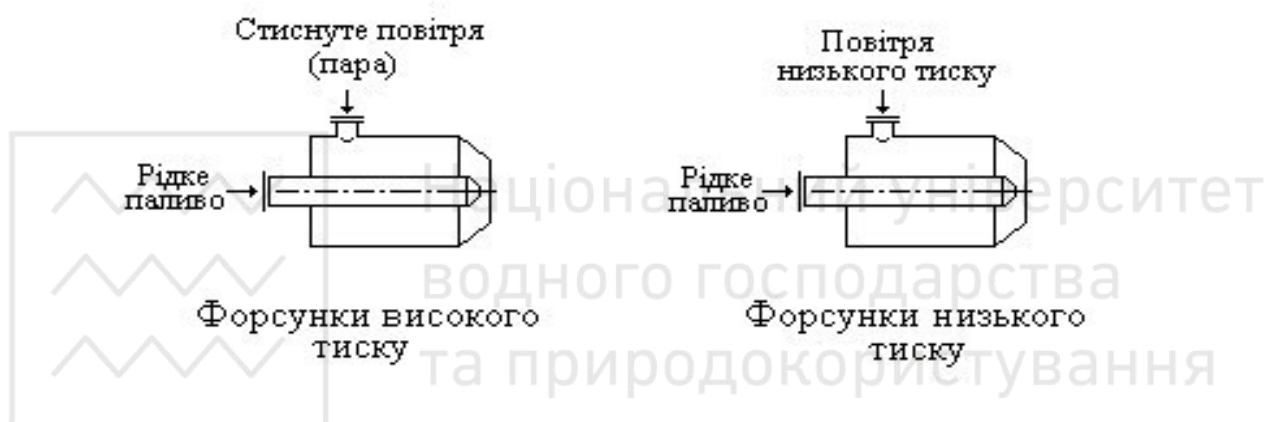 Стиснуте повітря
(пара)
Рідке
паливо
Форсунки високого
тиску
Повітря
низького тиску
Рідке
паливо
Форсунки низького
тиску
Національний університет
водного господарства
та природокористування